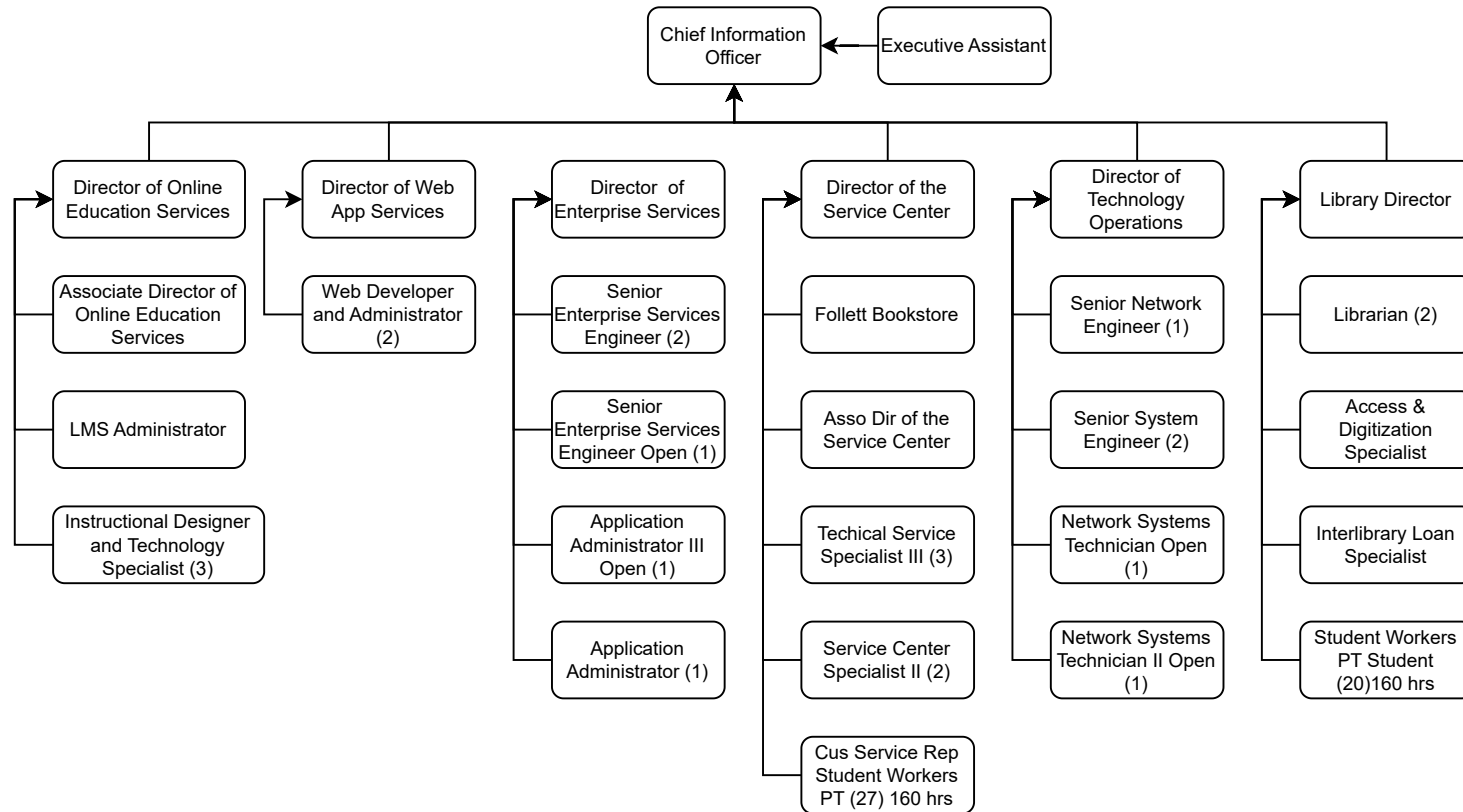 Chief Information
Officer
Executive Assistant
Director of Online
Education Services
Director of Web
App Services
Director of
Enterprise Services
Director of the
Service Center
Director of
Technology
Operations
Library Director
Associate Director of
Online Education
Services
Web Developer
and Administrator
(2)
Senior
Enterprise Services
Engineer (2)
Follett Bookstore
Senior Network
Engineer (1)
Librarian (2)
LMS Administrator
Senior
Enterprise Services
Engineer Open (1)
Asso Dir of the
Service Center
Senior System
Engineer (2)
Access &
Digitization
Specialist
Instructional Designer
and Technology
Specialist (3)
Application
Administrator III
Open (1)
Techical Service
Specialist III (3)
Network Systems
Technician Open
(1)
Interlibrary Loan
Specialist
Application
Administrator (1)
Service Center
Specialist II (2)
Network Systems
Technician II Open
(1)
Student Workers
PT Student
(20)160 hrs
Cus Service Rep
Student Workers
PT (27) 160 hrs